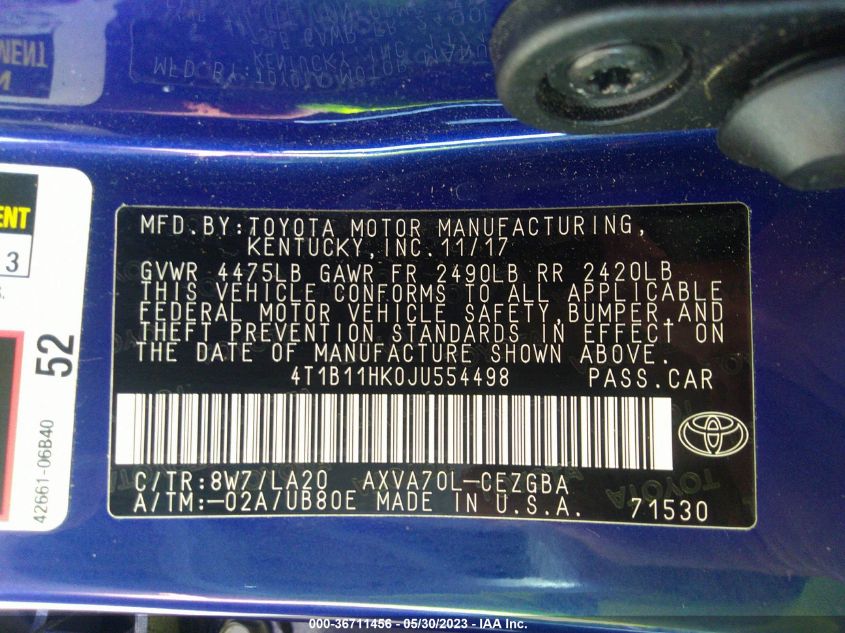 ENT
3
52
42661-06B40
MFD.BY:TOYOTA MOTOR MANUFACTURING,
KENTUCKY,INC.11/17
GVWR 4475LB GAWR FR 2490LB RR 2420LB
THIS VEHICLE CONFORMS TO ALL APPLICABLE
FEDERAL MOTOR VEHICLE SAFETY,BUMPER,AND
THEFT PREVENTION STANDARDS IN EFFECT ON
THE DATE OF MANUFACTURE SHOWN ABOVE.
4T1B11HK0JU554498 PASS.CAR
C/TR:8W7/LA20 AXVA70L-CEZGBA
A/TM:-02A/UB80E MADE IN U.S.A. 71530
000-36711456 - 05/30/2023 - IAA Inc.